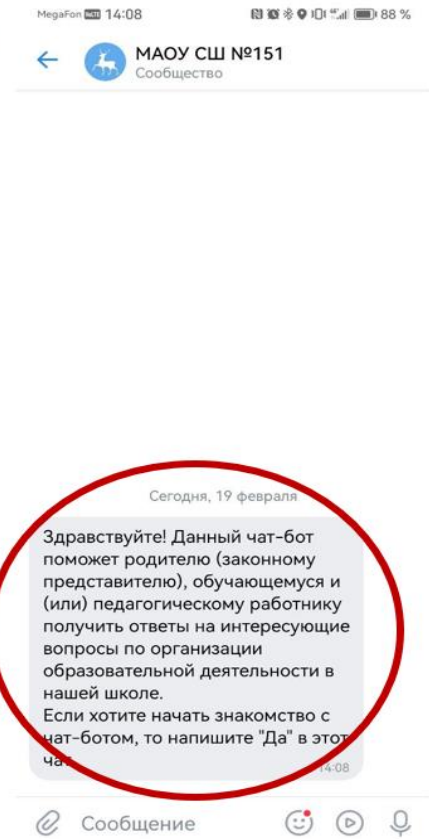 MegaFon 14:08 88 %
МАОУ СШ №151
Сообщество
Сегодня, 19 февраля
Здравствуйте! Данный чат-бот
поможет родителю (законному
представителю), обучающемуся и
(или) педагогическому работнику
получить ответы на интересующие
вопросы по организации
образовательной деятельности в
нашей школе.
Если хотите начать знакомство с
чат-ботом, то напишите "Да" в этот
14:08
Сообщение